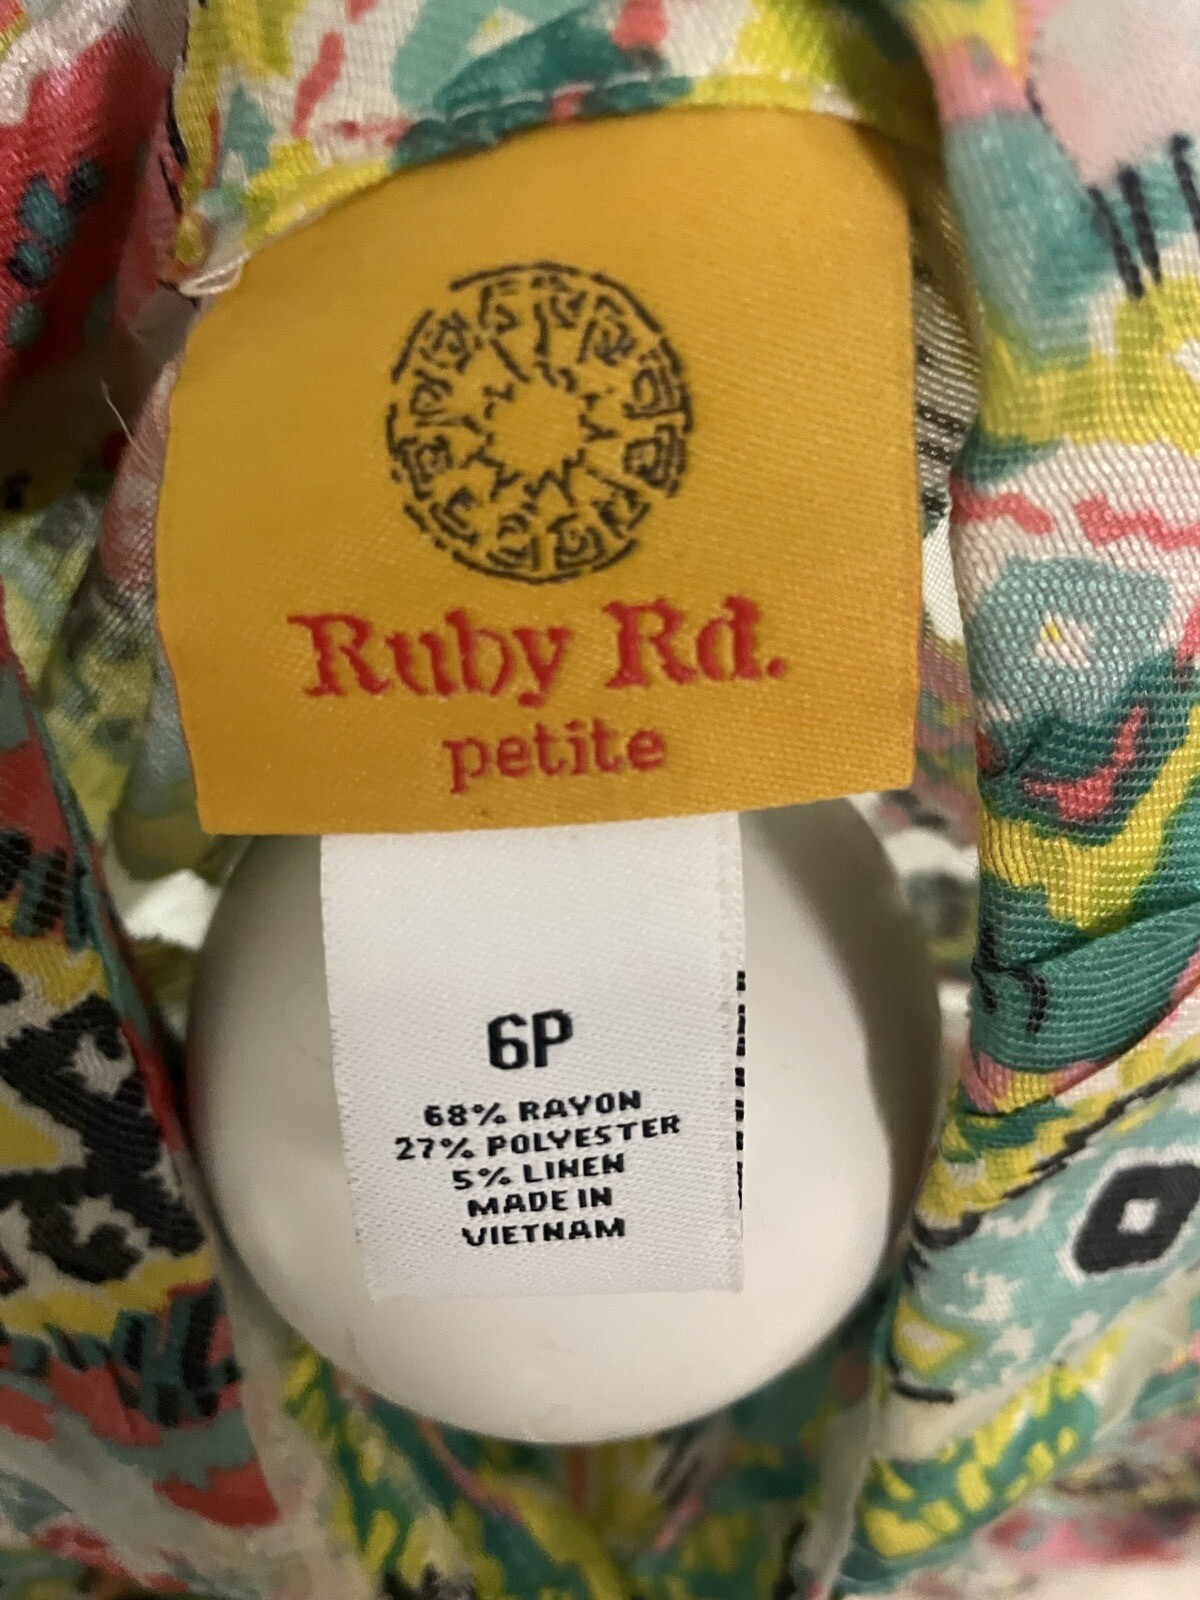 Ruby Rd.
petite
6P
68% RAYON
27% POLYESTER
5% LINEN
MADE IN
VIETNAM